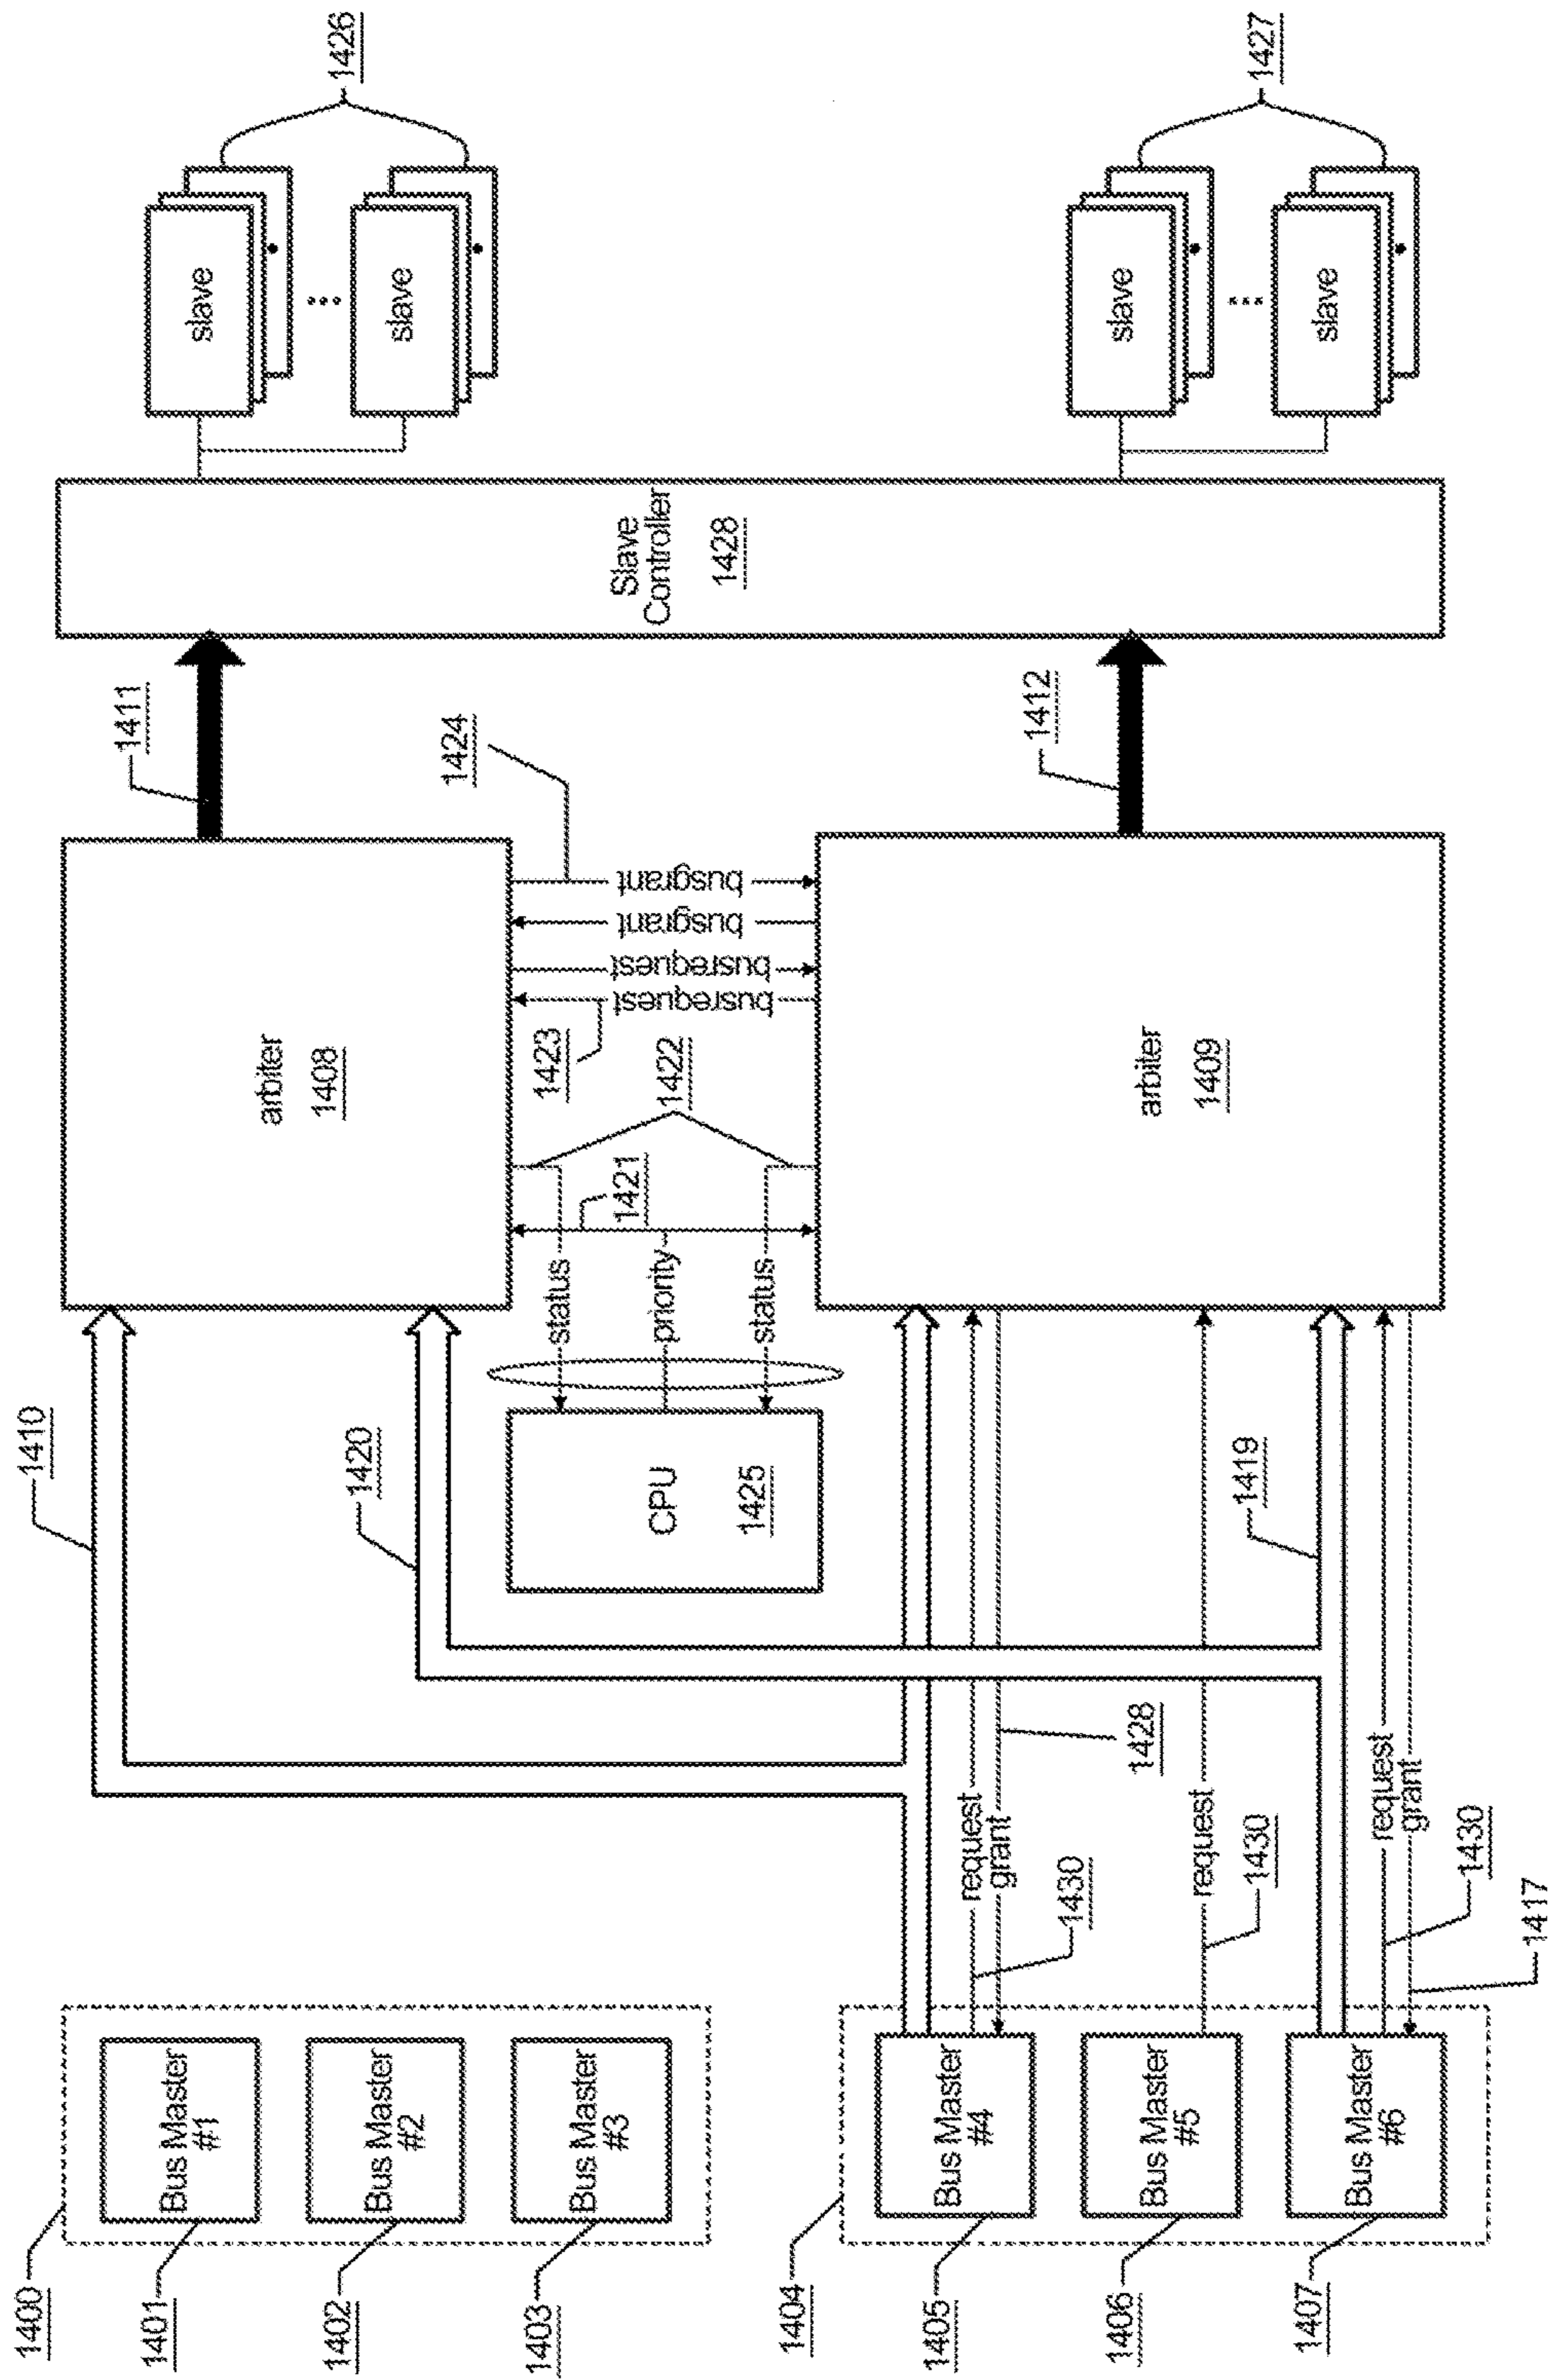 1400
1401
Bus Master
#1
1402
Bus Master
#2
1403
Bus Master
#3
1404
1405
Bus Master
#4
1406
Bus Master
#5
1407
Bus Master
#6
1410
1420
request
grant
1430
1428
request
1430
request
grant
1430
1417
1419
CPU
1425
status
priority
status
1421
1422
1423
1424
arbiter
1408
busrequest
busrequest
busgrant
busgrant
arbiter
1409
1411
1412
Slave
Controller
1428
slave
...
slave
1426
slave
...
slave
1427